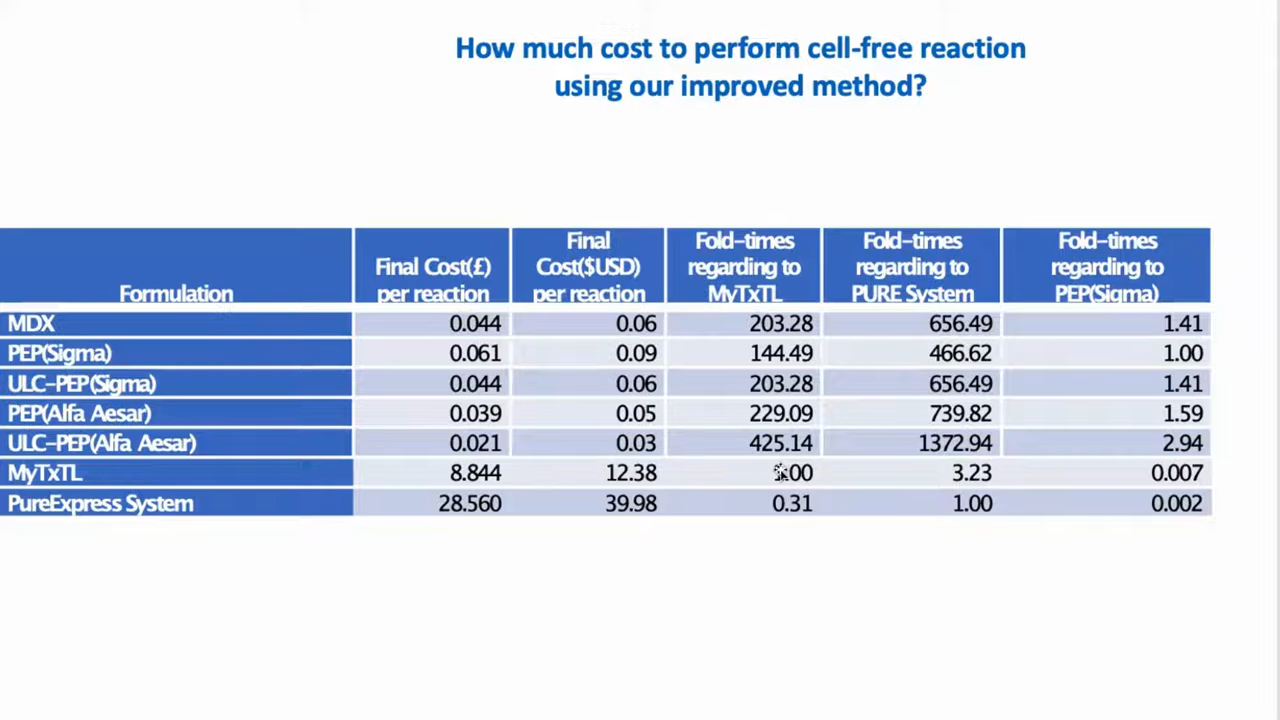 How much cost to perform cell-free reaction
using our improved method?
Formulation Final Cost(£) per reaction Final Cost($USD) per reaction Fold-times regarding to MyTxTL Fold-times regarding to PURE System Fold-times regarding to PEP(Sigma)
MDX 0.044 0.06 203.28 656.49 1.41
PEP(Sigma) 0.061 0.09 144.49 466.62 1.00
ULC-PEP(Sigma) 0.044 0.06 203.28 656.49 1.41
PEP(Alfa Aesar) 0.039 0.05 229.09 739.82 1.59
ULC-PEP(Alfa Aesar) 0.021 0.03 425.14 1372.94 2.94
MyTxTL 8.844 12.38 1.00 3.23 0.007
PureExpress System 28.560 39.98 0.31 1.00 0.002